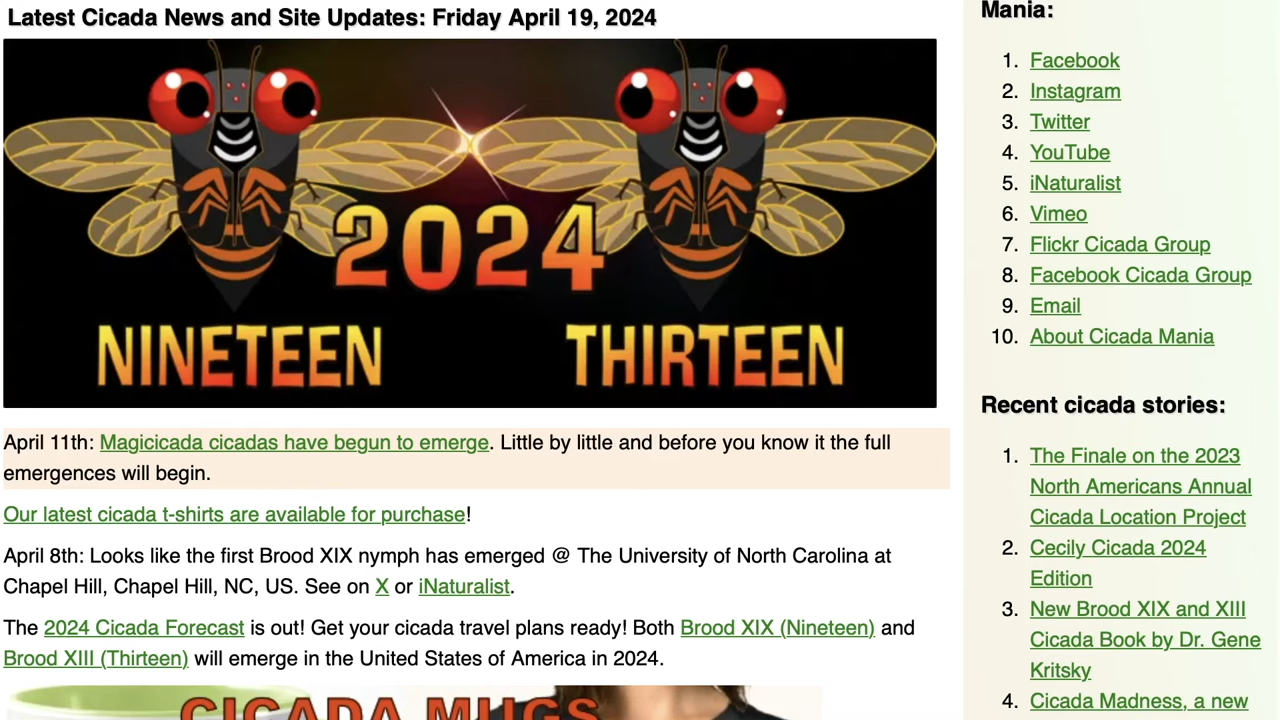 Latest Cicada News and Site Updates: Friday April 19, 2024
2024
NINETEEN
THIRTEEN
April 11th: Magicicada cicadas have begun to emerge. Little by little and before you know it the full
emergences will begin.
Our latest cicada t-shirts are available for purchase!
April 8th: Looks like the first Brood XIX nymph has emerged @ The University of North Carolina at
Chapel Hill, Chapel Hill, NC, US. See on X or iNaturalist.
The 2024 Cicada Forecast is out! Get your cicada travel plans ready! Both Brood XIX (Nineteen) and
Brood XIII (Thirteen) will emerge in the United States of America in 2024.
CICADA MUGS
Mania:
1. Facebook
2. Instagram
3. Twitter
4. YouTube
5. iNaturalist
6. Vimeo
7. Flickr Cicada Group
8. Facebook Cicada Group
9. Email
10. About Cicada Mania
Recent cicada stories:
1. The Finale on the 2023
North Americans Annual
Cicada Location Project
2. Cecily Cicada 2024
Edition
3. New Brood XIX and XIII
Cicada Book by Dr. Gene
Kritsky
4. Cicada Madness, a new